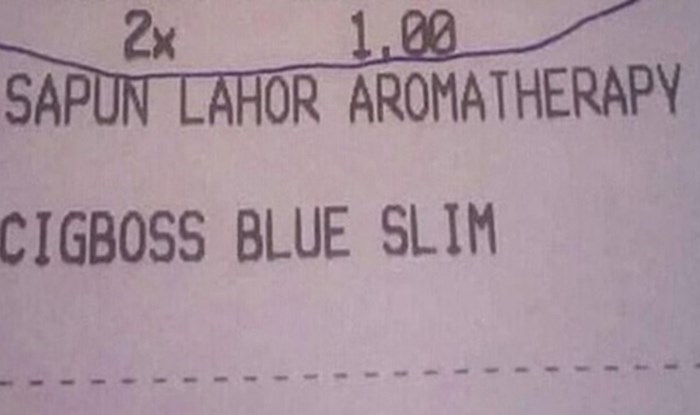 2x 1.00
SAPUN LAHOR AROMATHERAPY
CIGBOSS BLUE SLIM